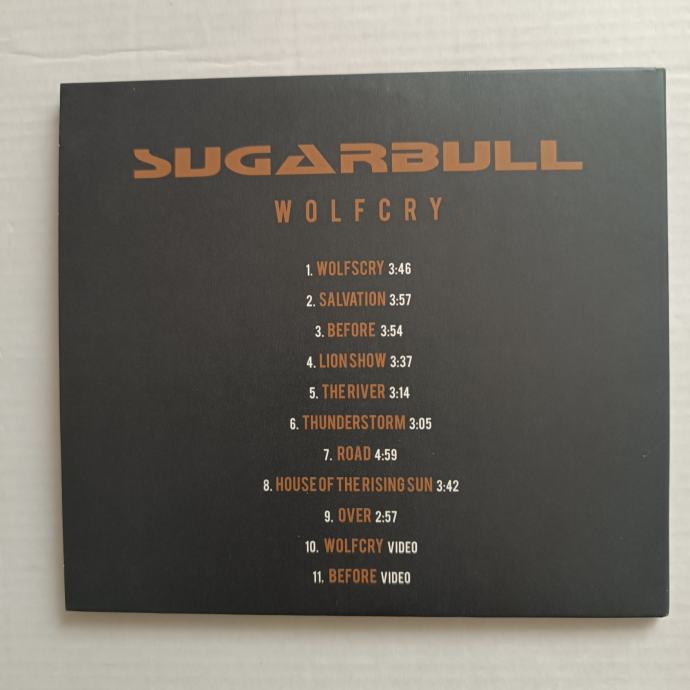 SUGARBULL
WOLFCRY
1. WOLFSCRY 3:46
2. SALVATION 3:57
3. BEFORE 3:54
4. LION SHOW 3:37
5. THE RIVER 3:14
6. THUNDERSTORM 3:05
7. ROAD 4:59
8. HOUSE OF THE RISING SUN 3:42
9. OVER 2:57
10. WOLFCRY VIDEO
11. BEFORE VIDEO